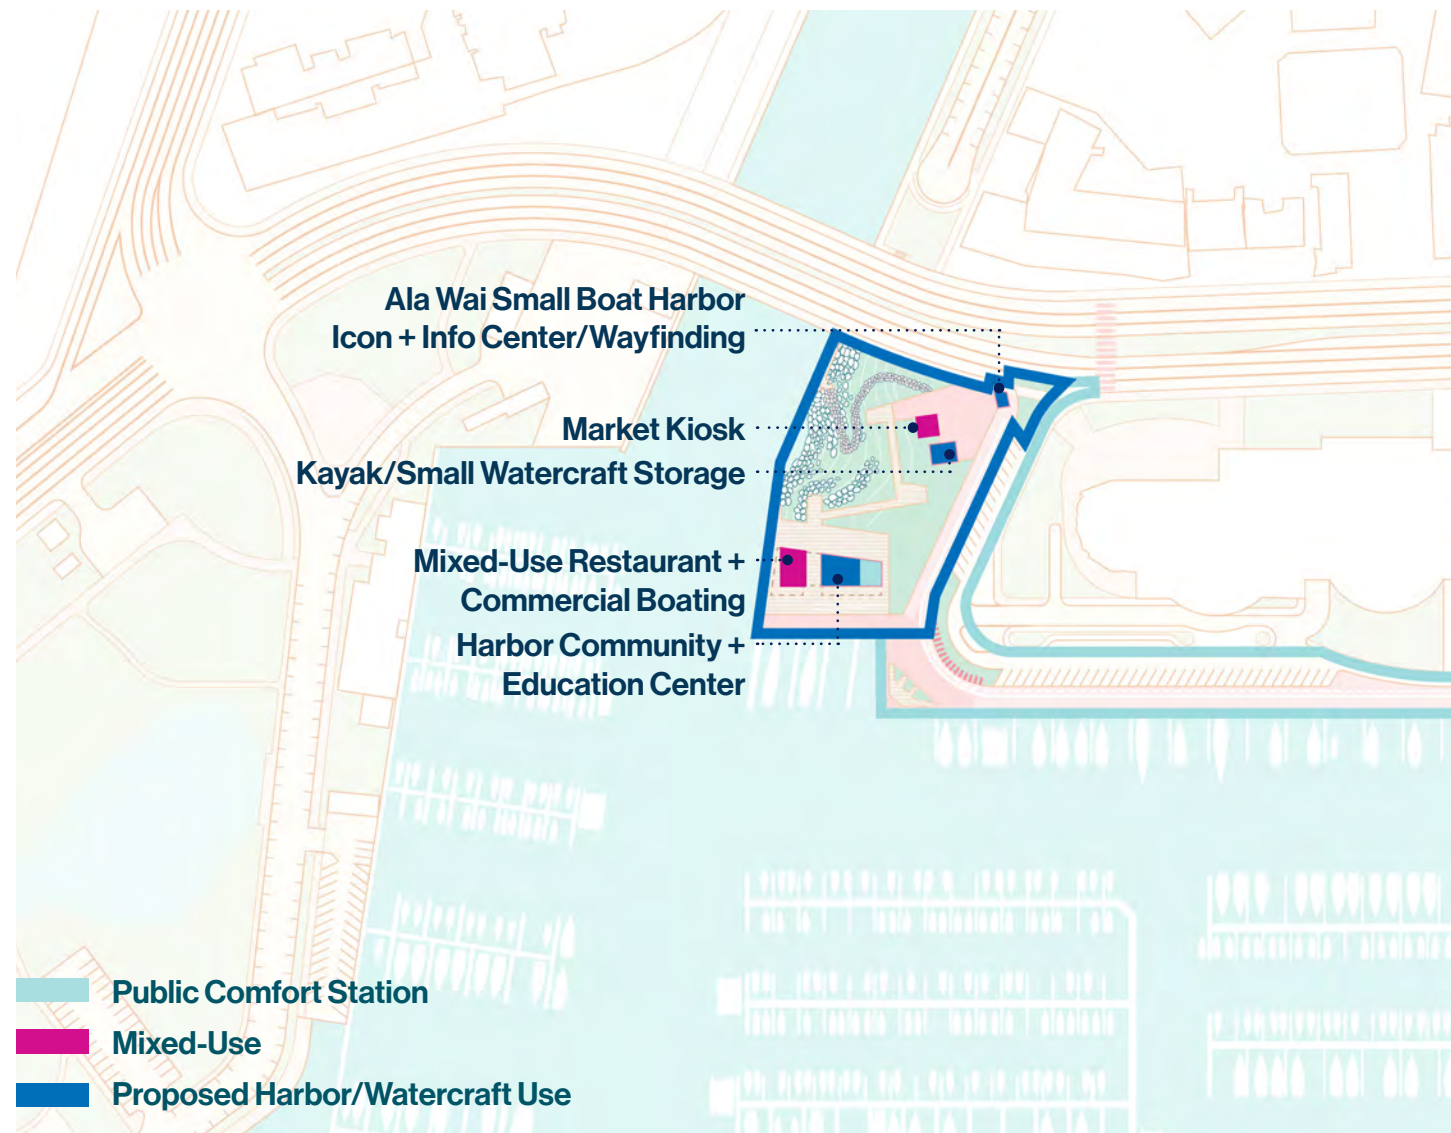 Ala Wai Small Boat Harbor
Icon + Info Center/Wayfinding
Market Kiosk
Kayak/Small Watercraft Storage
Mixed-Use Restaurant +
Commercial Boating
Harbor Community +
Education Center
Public Comfort Station
Mixed-Use
Proposed Harbor/Watercraft Use